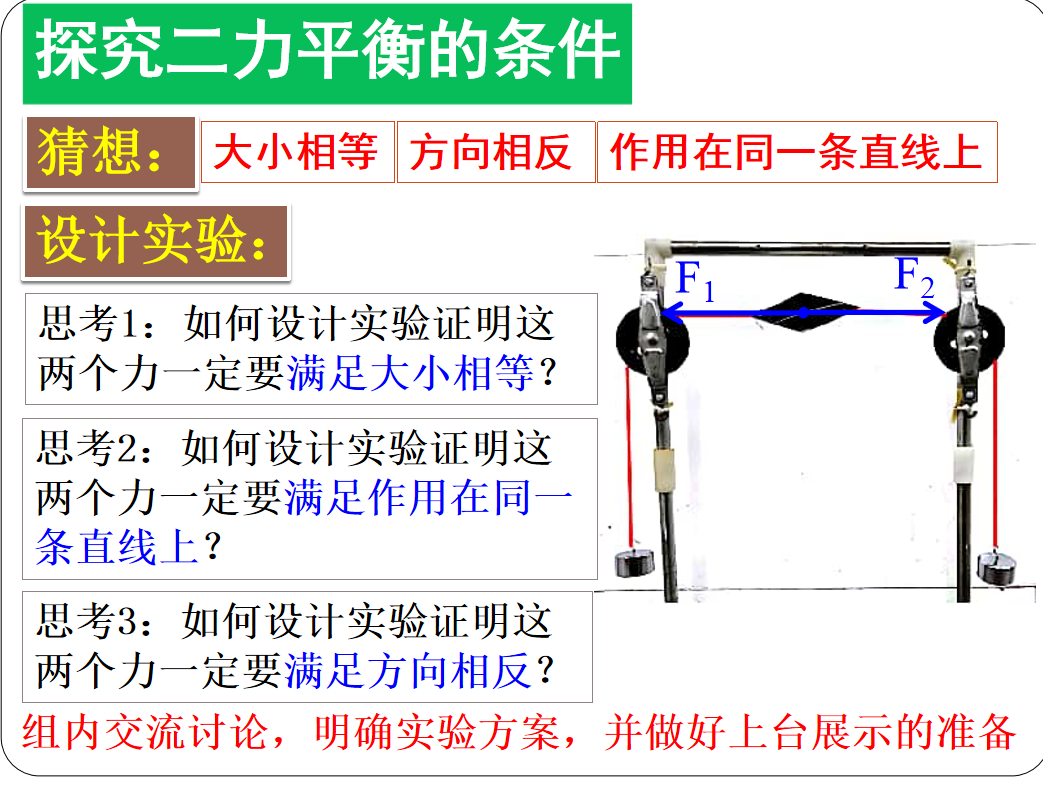 探究二力平衡的条件
猜想： 大小相等 方向相反 作用在同一条直线上
设计实验：
F1 F2
思考1：如何设计实验证明这
两个力一定要满足大小相等？
思考2：如何设计实验证明这
两个力一定要满足作用在同一
条直线上？
思考3：如何设计实验证明这
两个力一定要满足方向相反？
组内交流讨论，明确实验方案，并做好上台展示的准备